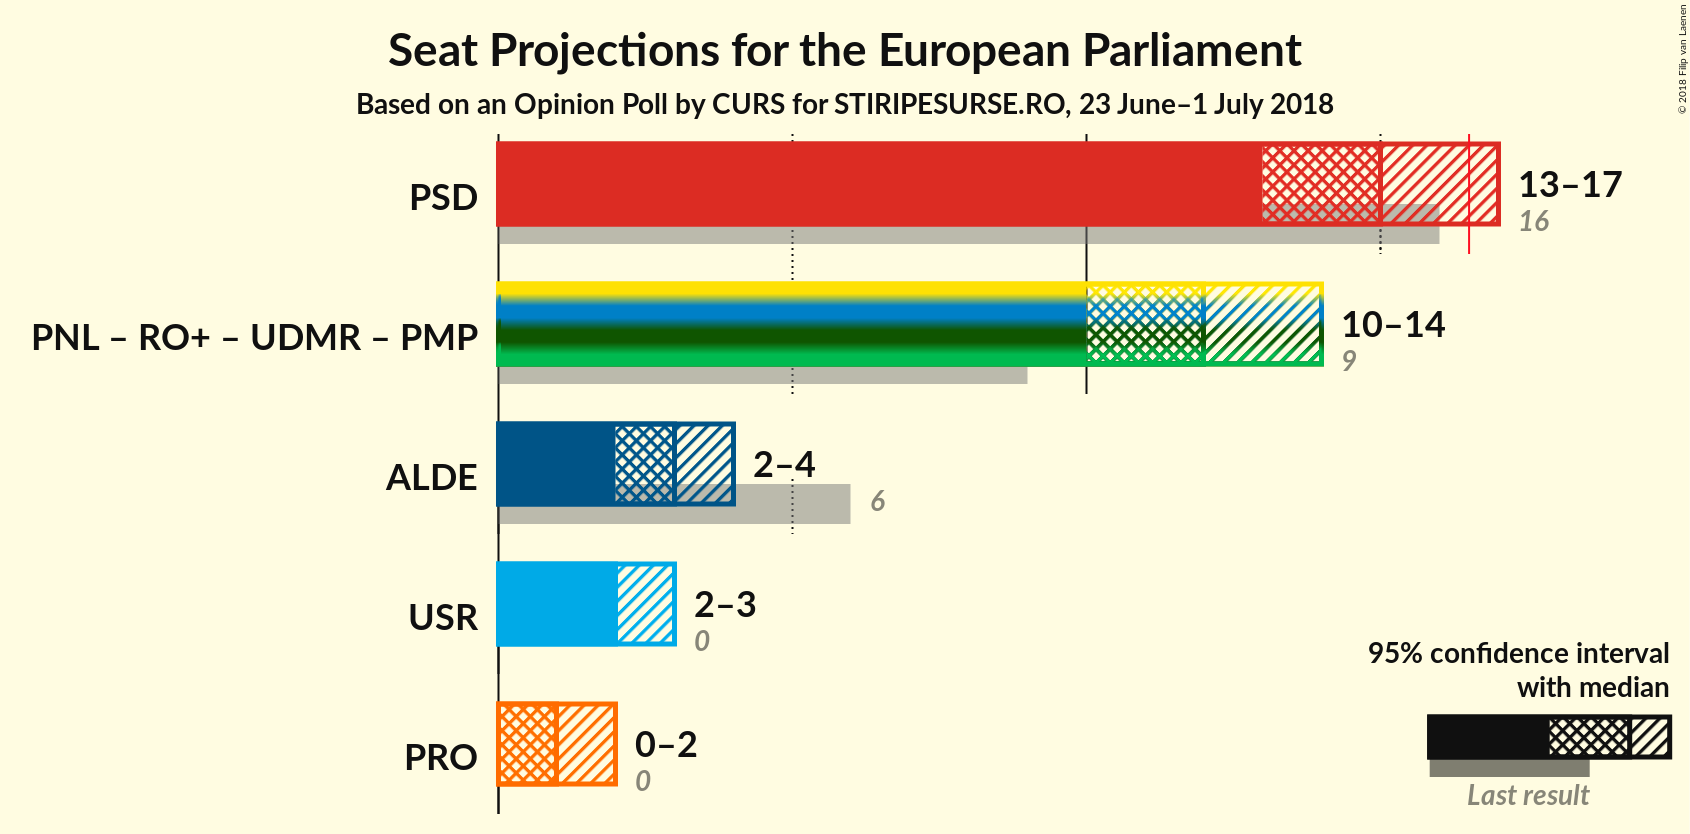 Seat Projections for the European Parliament
Based on an Opinion Poll by CURS for STIRIPESURSE.RO, 23 June–1 July 2018
© 2018 Filip van Laenen
PSD
13–17
16
PNL – RO+ – UDMR – PMP
10–14
9
ALDE
2–4
6
USR
2–3
0
PRO
0–2
0
95% confidence interval
with median
Last result